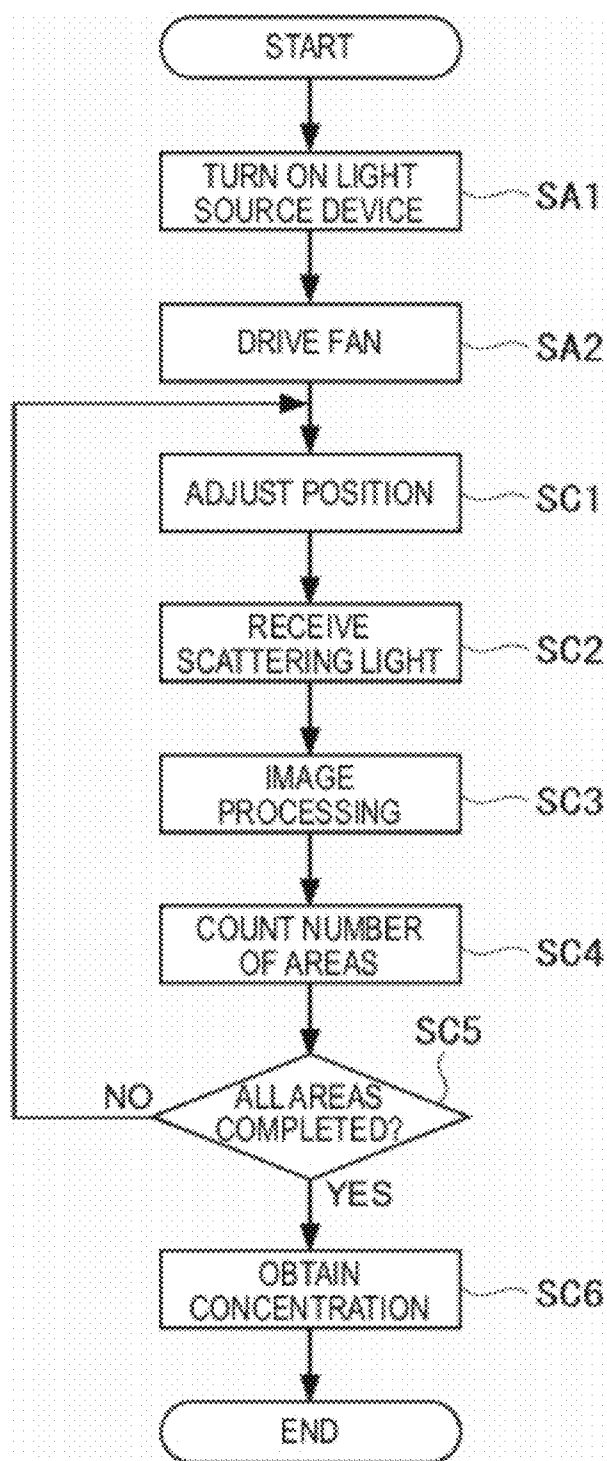 START
TURN ON LIGHT
SOURCE DEVICE
SA1
DRIVE FAN
SA2
ADJUST POSITION
SC1
RECEIVE
SCATTERING LIGHT
SC2
IMAGE
PROCESSING
SC3
COUNT NUMBER
OF AREAS
SC4
SC5
NO
ALL AREAS
COMPLETED?
YES
OBTAIN
CONCENTRATION
SC6
END